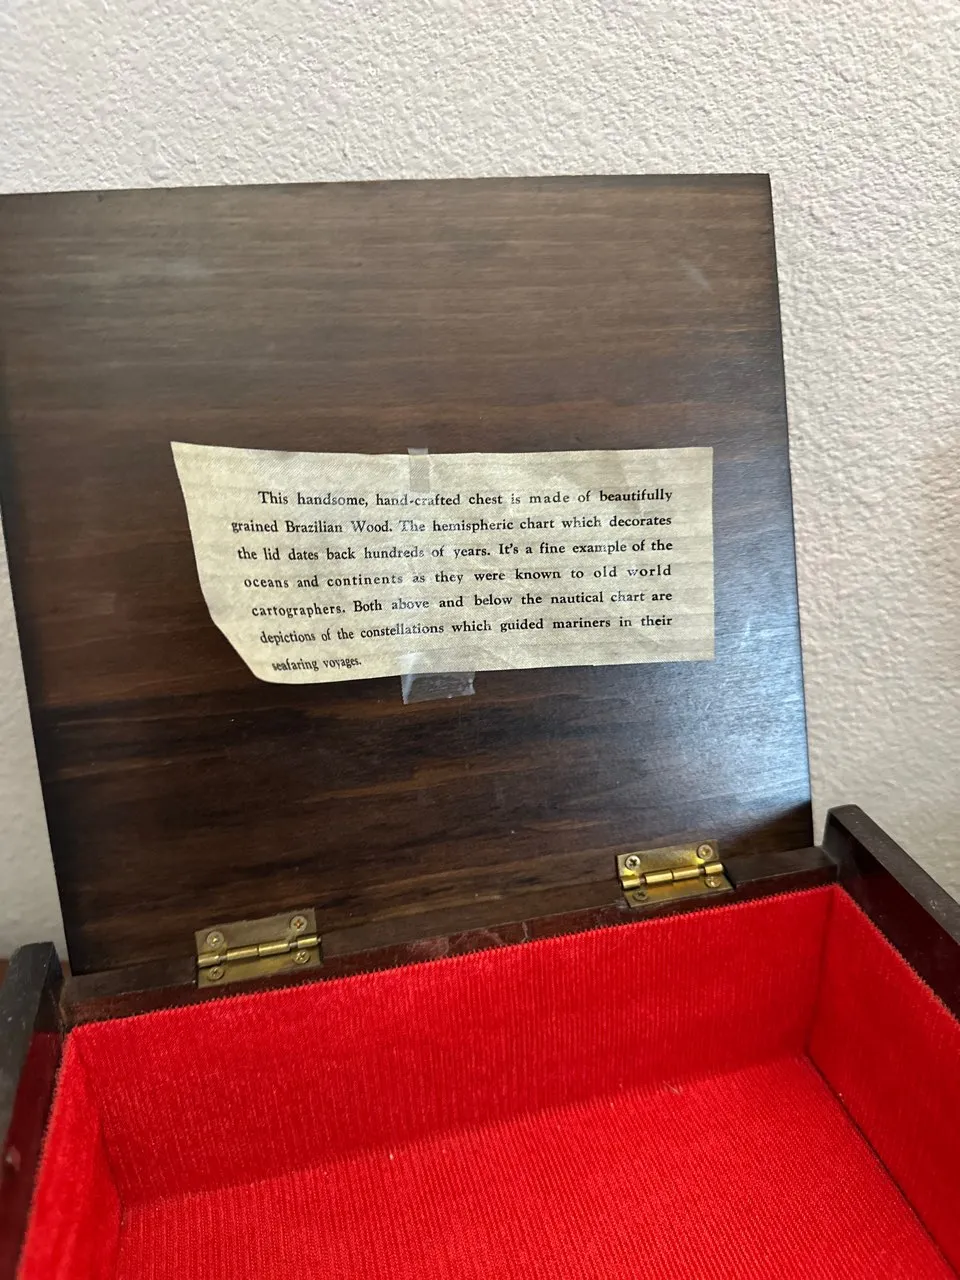 This handsome, hand-crafted chest is made of beautifully
grained Brazilian Wood. The hemispheric chart which decorates
the lid dates back hundreds of years. It's a fine example of the
oceans and continents as they were known to old world
cartographers. Both above and below the nautical chart are
depictions of the constellations which guided mariners in their
seafaring voyages.